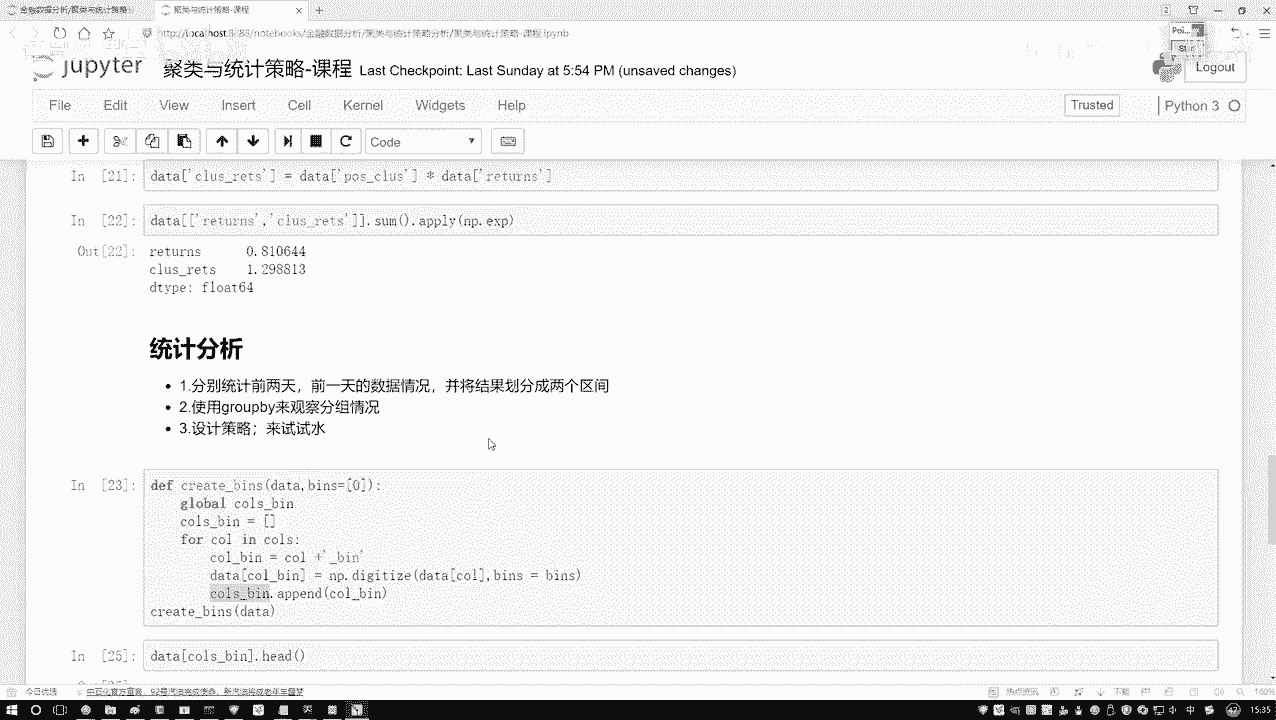 金融数据分析/聚类与统计策略
聚类与统计策略-课程
http://localhost:8888/notebooks/金融数据分析/聚类与统计策略分析/聚类与统计策略-课程.ipynb
jupyter 聚类与统计策略-课程 Last Checkpoint: Last Sunday at 5:54 PM (unsaved changes)
Logout
File Edit View Insert Cell Kernel Widgets Help
Trusted
Python 3
Code
In [21]: data['clus_rets'] = data['pos_clus'] * data['returns']
In [22]: data[['returns','clus_rets']].sum().apply(np.exp)
Out[22]: returns 0.810644
clus_rets 1.298813
dtype: float64
统计分析
1.分别统计前两天，前一天的数据情况，并将结果划分成两个区间
2.使用groupby来观察分组情况
3.设计策略；来试试水
In [23]: def create_bins(data,bins=[0]):
global cols_bin
cols_bin = []
for col in cols:
col_bin = col +'_bin'
data[col_bin] = np.digitize(data[col],bins = bins)
cols_bin.append(col_bin)
create_bins(data)
In [25]: data[cols_bin].head()
今日优选
160%
中
15:35